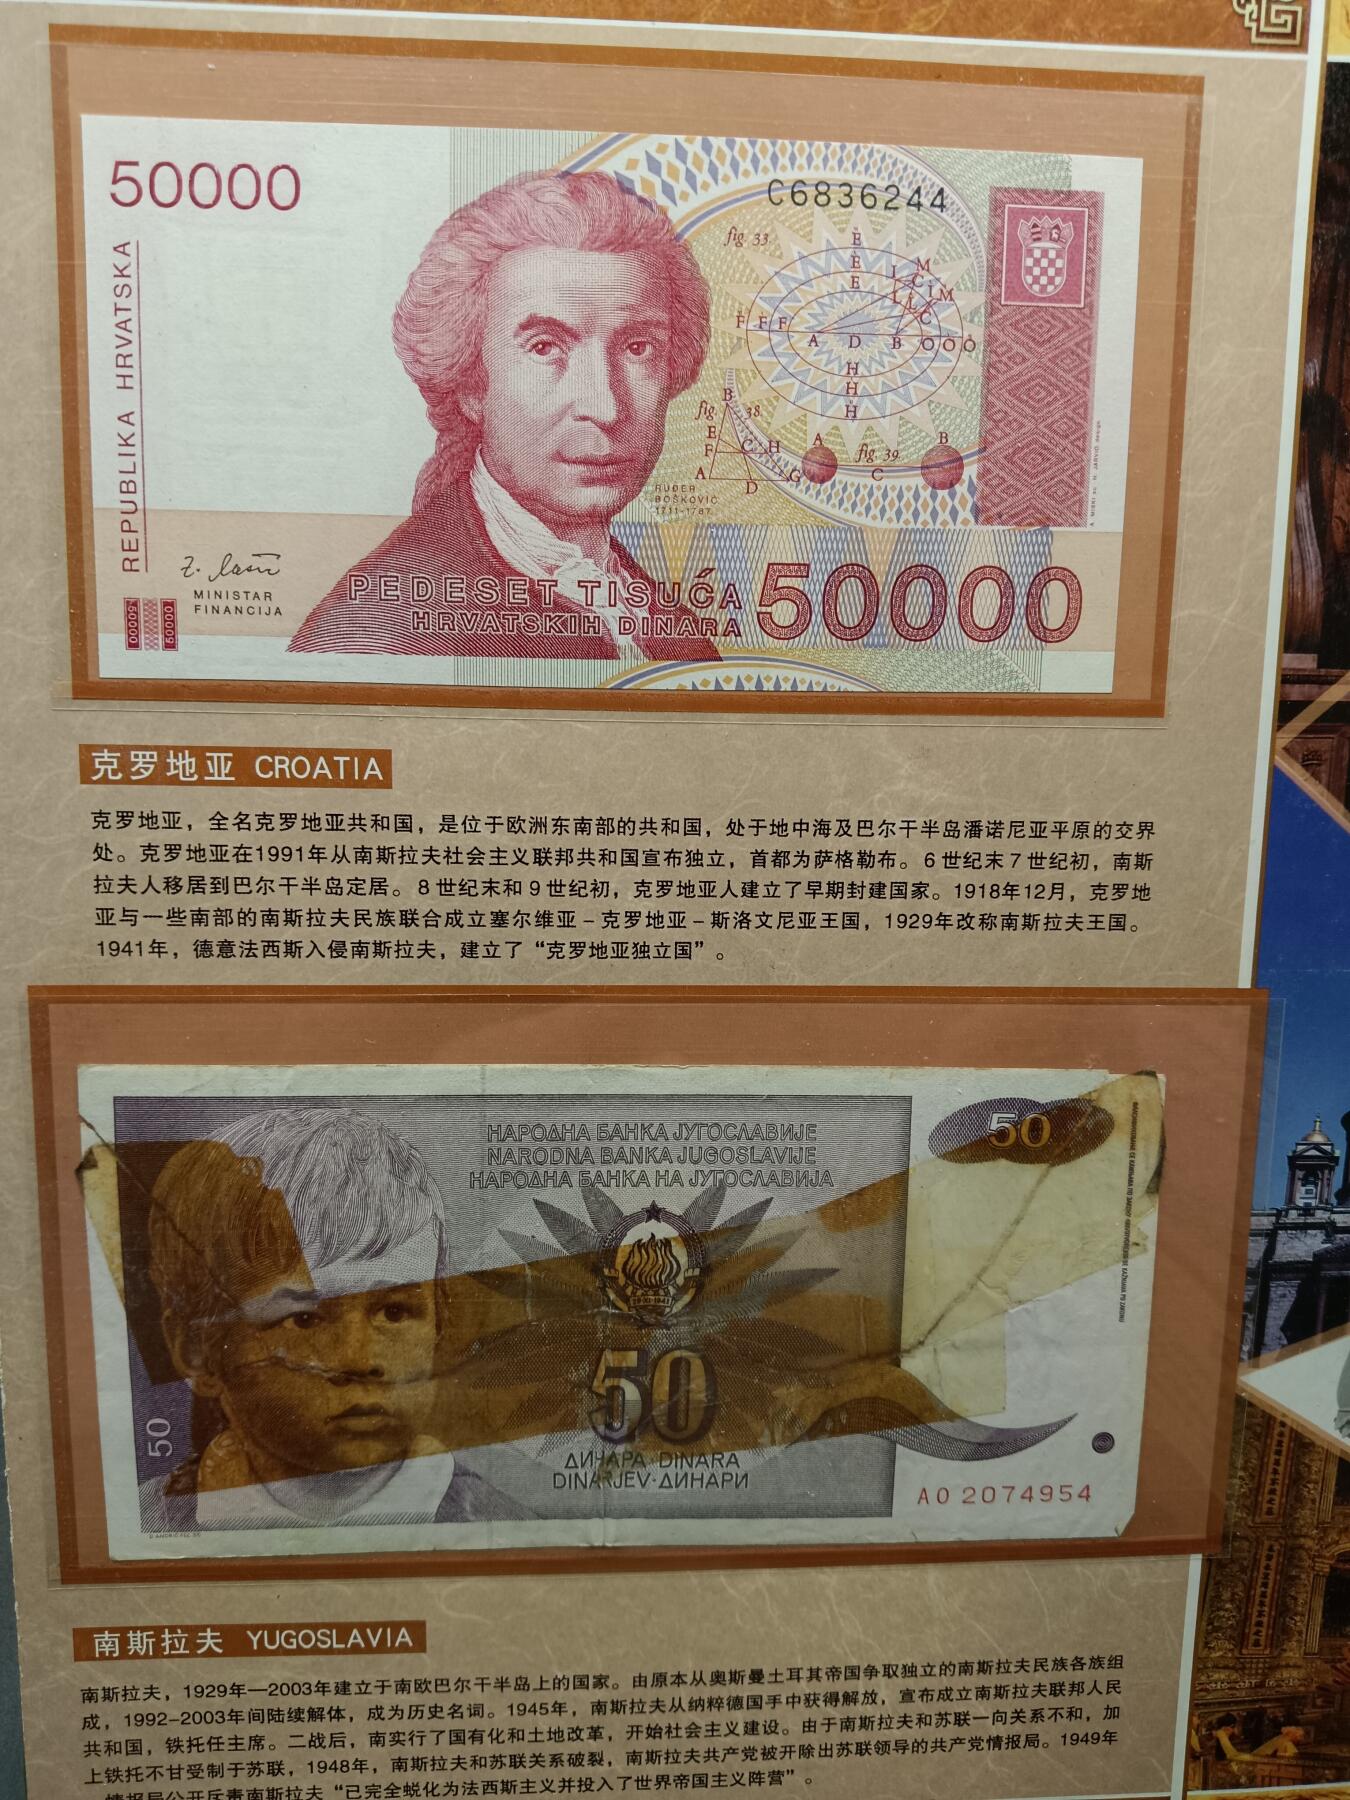 50000
C6836244
REPUBLIKA HRVATSKA
fig. 33.
E
E
E
I M
C I M
L L
C
F F F
A D B O O O
H
H
H
fig. 38.
B
E
F C H
A D G
A fig. 39. B
C
RUĐER
BOŠKOVIĆ
1711-1787
MINISTAR
FINANCIJA
50000
50000
PEDESET TISUĆA
HRVATSKIH DINARA
50000
克罗地亚 CROATIA
克罗地亚，全名克罗地亚共和国，是位于欧洲东南部的共和国，处于地中海及巴尔干半岛潘诺尼亚平原的交界
处。克罗地亚在1991年从南斯拉夫社会主义联邦共和国宣布独立，首都为萨格勒布。6世纪末7世纪初，南斯
拉夫人移居到巴尔干半岛定居。8世纪末和9世纪初，克罗地亚人建立了早期封建国家。1918年12月，克罗地
亚与一些南部的南斯拉夫民族联合成立塞尔维亚－克罗地亚－斯洛文尼亚王国，1929年改称南斯拉夫王国。
1941年，德意法西斯入侵南斯拉夫，建立了“克罗地亚独立国”。
НАРОДНА БАНКА ЈУГОСЛАВИЈЕ
NARODNA BANKA JUGOSLAVIJE
НАРОДНА БАНКА НА ЈУГОСЛАВИЈА
50
29·XI·1943
50
ДИНАРА DINARA
DINARJEV·ДИНАРИ
50
AO 2074954
南斯拉夫 YUGOSLAVIA
南斯拉夫，1929年—2003年建立于南欧巴尔干半岛上的国家。由原本从奥斯曼土耳其帝国争取独立的南斯拉夫民族各族组
成，1992–2003年间陆续解体，成为历史名词。1945年，南斯拉夫从纳粹德国手中获得解放，宣布成立南斯拉夫联邦人民
共和国，铁托任主席。二战后，南实行了国有化和土地改革，开始社会主义建设。由于南斯拉夫和苏联一向关系不和，加
上铁托不甘受制于苏联，1948年，南斯拉夫和苏联关系破裂，南斯拉夫共产党被开除出苏联领导的共产党情报局。1949年
情报局公开斥责南斯拉夫“已完全蜕化为法西斯主义并投入了世界帝国主义阵营”。